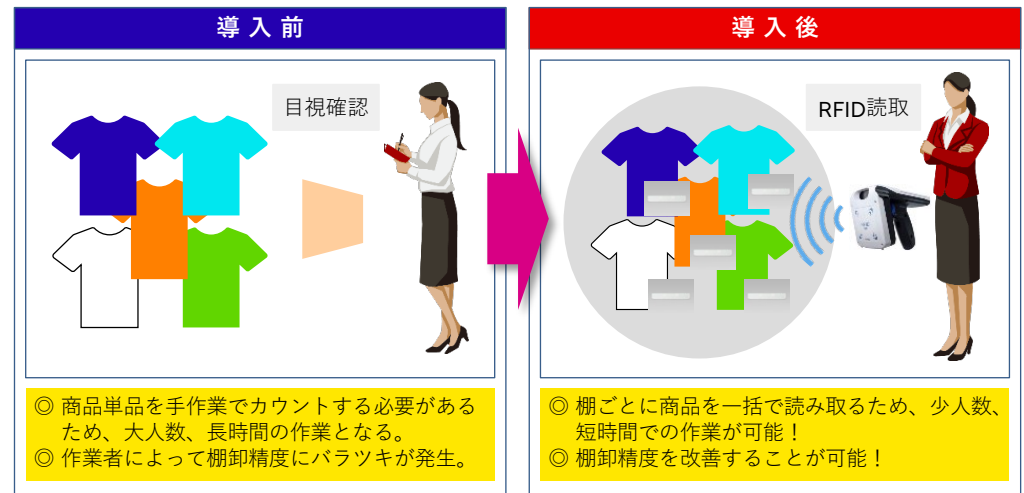 導入前
目視確認
◎ 商品単品を手作業でカウントする必要がある
ため、大人数、長時間の作業となる。
◎ 作業者によって棚卸精度にバラツキが発生。
導入後
RFID読取
◎ 棚ごとに商品を一括で読み取るため、少人数、
短時間での作業が可能！
◎ 棚卸精度を改善することが可能！